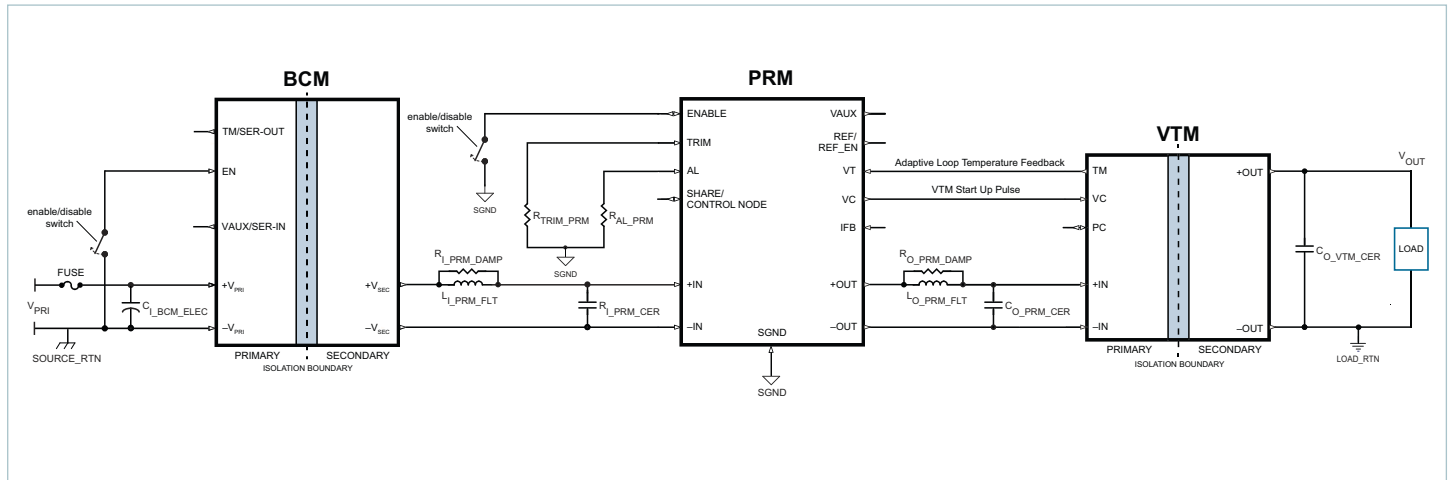 BCM
TM/SER-OUT
EN
VAUX/SER-IN
+V_PRI
–V_PRI
+V_SEC
–V_SEC
PRIMARY
SECONDARY
ISOLATION BOUNDARY
enable/disable
switch
FUSE
V_PRI
C_I_BCM_ELEC
SOURCE_RTN
R_I_PRM_DAMP
L_I_PRM_FLT
R_I_PRM_CER
enable/disable
switch
SGND
R_TRIM_PRM
R_AL_PRM
SGND
PRM
ENABLE
TRIM
AL
SHARE/
CONTROL NODE
+IN
–IN
VAUX
REF/
REF_EN
VT
VC
IFB
+OUT
–OUT
SGND
SGND
Adaptive Loop Temperature Feedback
VTM Start Up Pulse
R_O_PRM_DAMP
L_O_PRM_FLT
C_O_PRM_CER
VTM
TM
VC
PC
+IN
–IN
+OUT
–OUT
PRIMARY
SECONDARY
ISOLATION BOUNDARY
V_OUT
C_O_VTM_CER
LOAD
LOAD_RTN